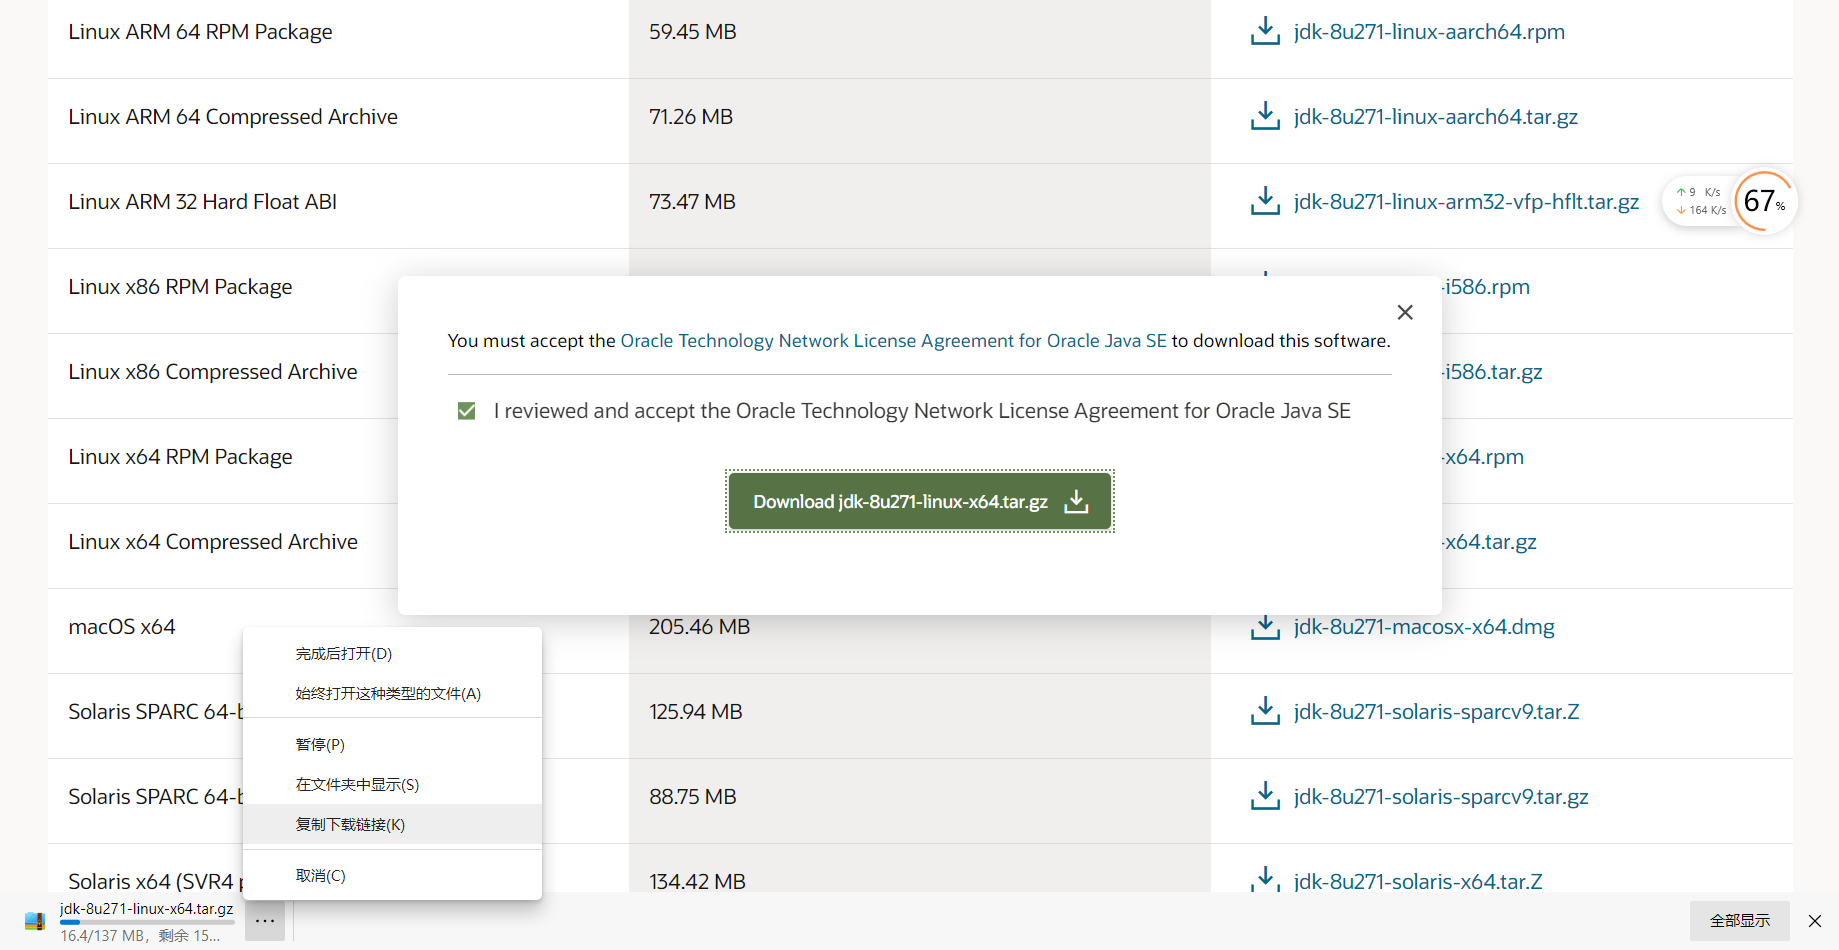 Linux ARM 64 RPM Package 59.45 MB jdk-8u271-linux-aarch64.rpm
Linux ARM 64 Compressed Archive 71.26 MB jdk-8u271-linux-aarch64.tar.gz
Linux ARM 32 Hard Float ABI 73.47 MB jdk-8u271-linux-arm32-vfp-hflt.tar.gz
↑ 9 K/s
↓ 164 K/s
67%
Linux x86 RPM Package -i586.rpm
You must accept the Oracle Technology Network License Agreement for Oracle Java SE to download this software.
Linux x86 Compressed Archive -i586.tar.gz
I reviewed and accept the Oracle Technology Network License Agreement for Oracle Java SE
Linux x64 RPM Package -x64.rpm
Download jdk-8u271-linux-x64.tar.gz
Linux x64 Compressed Archive -x64.tar.gz
macOS x64 205.46 MB jdk-8u271-macosx-x64.dmg
完成后打开(D)
始终打开这种类型的文件(A)
Solaris SPARC 64-b 125.94 MB jdk-8u271-solaris-sparcv9.tar.Z
暂停(P)
在文件夹中显示(S)
Solaris SPARC 64-b 88.75 MB jdk-8u271-solaris-sparcv9.tar.gz
复制下载链接(K)
取消(C)
Solaris x64 (SVR4 p 134.42 MB jdk-8u271-solaris-x64.tar.Z
jdk-8u271-linux-x64.tar.gz
16.4/137 MB，剩余 15...
全部显示